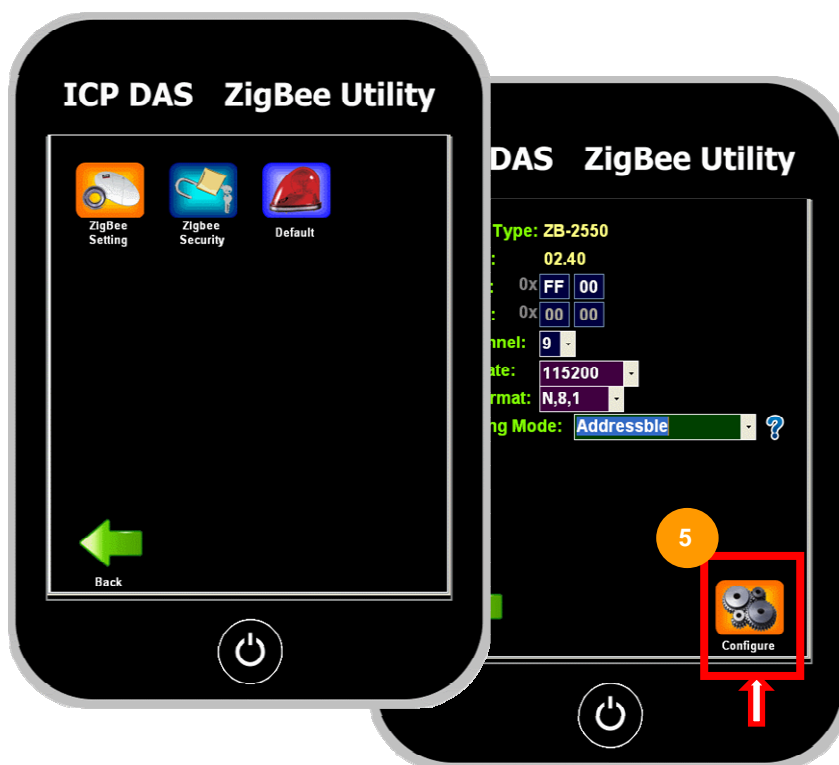 ICP DAS ZigBee Utility
ZigBee
Setting
Zigbee
Security
Default
Back
DAS ZigBee Utility
Type: ZB-2550
: 02.40
: 0x FF 00
: 0x 00 00
nnel: 9
ate: 115200
rmat: N,8,1
ng Mode: Addressble
5
Configure